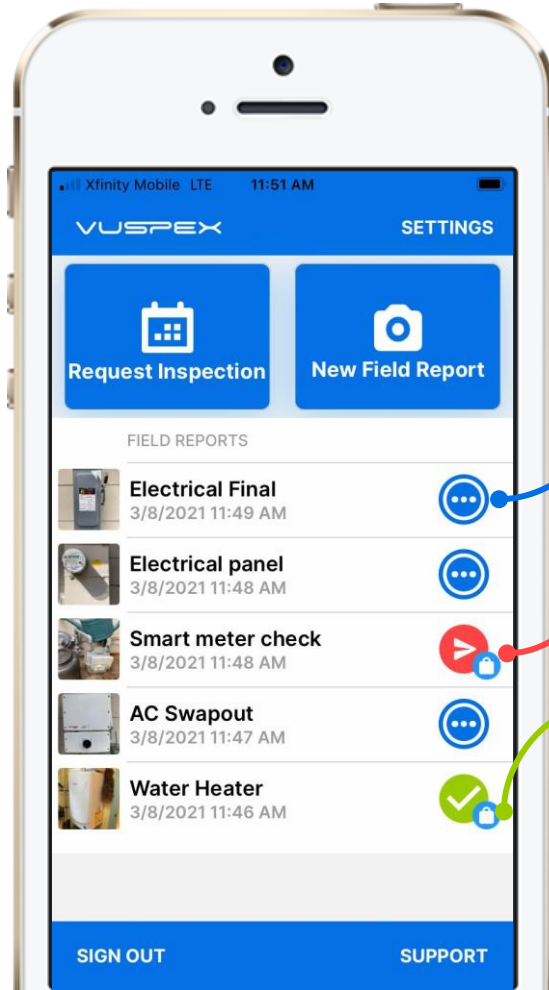 Xfinity Mobile LTE 11:51 AM
VUSPEX SETTINGS
Request Inspection New Field Report
FIELD REPORTS
Electrical Final
3/8/2021 11:49 AM
Electrical panel
3/8/2021 11:48 AM
Smart meter check
3/8/2021 11:48 AM
AC Swapout
3/8/2021 11:47 AM
Water Heater
3/8/2021 11:46 AM
SIGN OUT SUPPORT